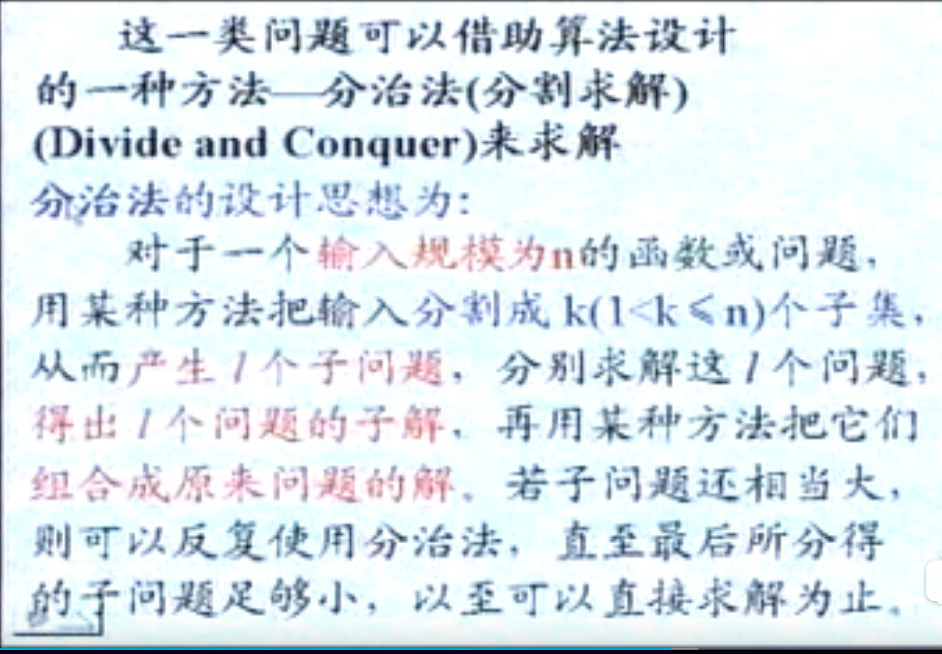 这一类问题可以借助算法设计
的一种方法—分治法(分割求解)
(Divide and Conquer)来求解
分治法的设计思想为:
对于一个输入规模为n的函数或问题,
用某种方法把输入分割成 k(1<k≤n)个子集,
从而产生 l 个子问题, 分别求解这 l 个问题,
得出 l 个问题的子解, 再用某种方法把它们
组合成原来问题的解。若子问题还相当大,
则可以反复使用分治法, 直至最后所分得
的子问题足够小, 以至可以直接求解为止。